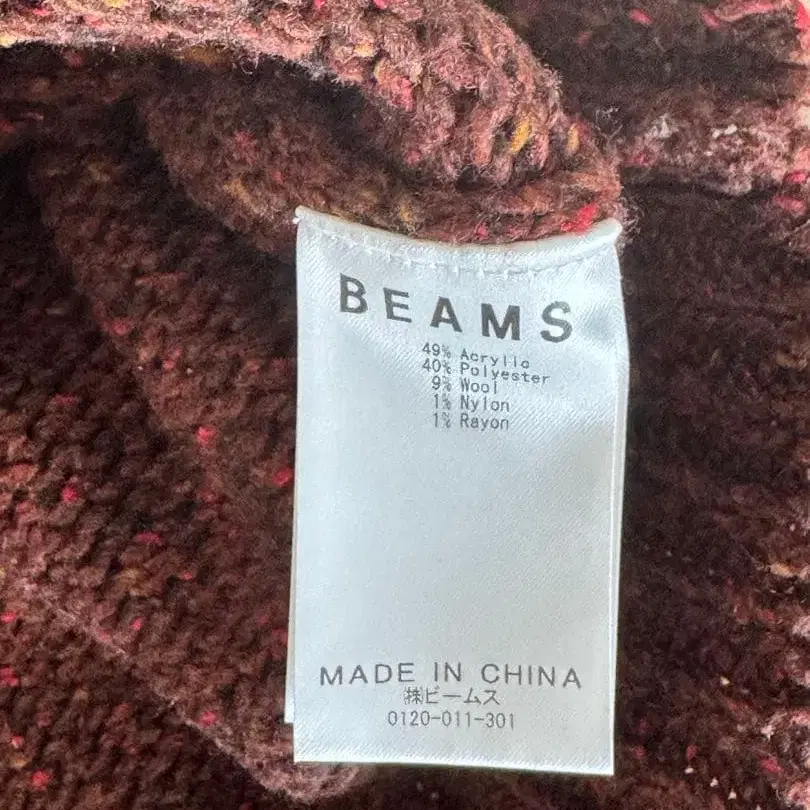 BEAMS
49% Acrylic
40% Polyester
9% Wool
1% Nylon
1% Rayon
MADE IN CHINA
㈱ビームス
0120-011-301